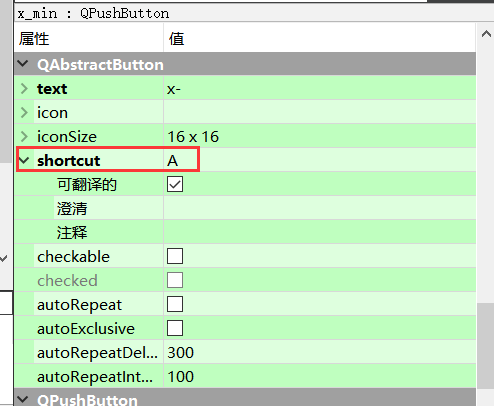 x_min : QPushButton
属性 值
QAbstractButton
text x-
icon
iconSize 16 x 16
shortcut A
可翻译的
澄清
注释
checkable
checked
autoRepeat
autoExclusive
autoRepeatDel... 300
autoRepeatInt... 100
QPushButton